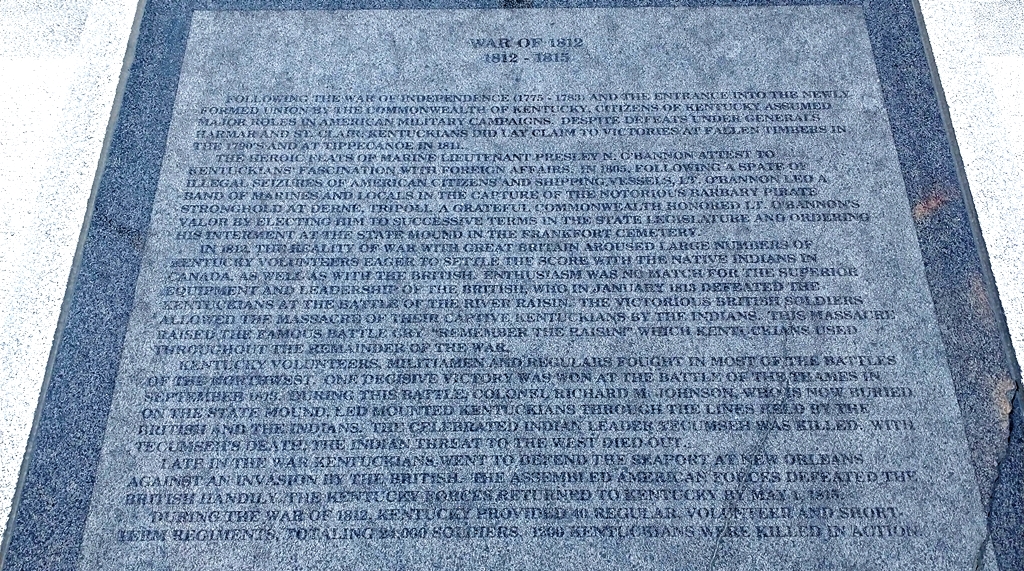 WAR OF 1812
1812 - 1815
FOLLOWING THE WAR OF INDEPENDENCE (1775 - 1783) AND THE ENTRANCE INTO THE NEWLY
FORMED UNION BY THE COMMONWEALTH OF KENTUCKY, CITIZENS OF KENTUCKY ASSUMED
MAJOR ROLES IN AMERICAN MILITARY CAMPAIGNS. DESPITE DEFEATS UNDER GENERALS
HARMAR AND ST. CLAIR, KENTUCKIANS DID LAY CLAIM TO VICTORIES AT FALLEN TIMBERS IN
THE 1790'S AND AT TIPPECANOE IN 1811.
THE HEROIC FEATS OF MARINE LIEUTENANT PRESLEY N. O'BANNON ATTEST TO
KENTUCKIANS' FASCINATION WITH FOREIGN AFFAIRS. IN 1805, FOLLOWING A SPATE OF
ILLEGAL SEIZURES OF AMERICAN CITIZENS AND SHIPPING VESSELS, LT. O'BANNON LED A
BAND OF MARINES AND LOCALS IN THE CAPTURE OF THE NOTORIOUS BARBARY PIRATE
STRONGHOLD AT DERNE, TRIPOLI. A GRATEFUL COMMONWEALTH HONORED LT. O'BANNON'S
VALOR BY ELECTING HIM TO SUCCESSIVE TERMS IN THE STATE LEGISLATURE AND ORDERING
HIS INTERMENT AT THE STATE MOUND IN THE FRANKFORT CEMETERY.
IN 1812, THE REALITY OF WAR WITH GREAT BRITAIN AROUSED LARGE NUMBERS OF
KENTUCKY VOLUNTEERS EAGER TO SETTLE THE SCORE WITH THE NATIVE INDIANS IN
CANADA, AS WELL AS WITH THE BRITISH. ENTHUSIASM WAS NO MATCH FOR THE SUPERIOR
EQUIPMENT AND LEADERSHIP OF THE BRITISH, WHO IN JANUARY 1813 DEFEATED THE
KENTUCKIANS AT THE BATTLE OF THE RIVER RAISIN. THE VICTORIOUS BRITISH SOLDIERS
ALLOWED THE MASSACRE OF THEIR CAPTIVE KENTUCKIANS BY THE INDIANS. THIS MASSACRE
RAISED THE FAMOUS BATTLE CRY, "REMEMBER THE RAISIN!" WHICH KENTUCKIANS USED
THROUGHOUT THE REMAINDER OF THE WAR.
KENTUCKY VOLUNTEERS, MILITIAMEN AND REGULARS FOUGHT IN MOST OF THE BATTLES
OF THE NORTHWEST. ONE DECISIVE VICTORY WAS WON AT THE BATTLE OF THE THAMES IN
SEPTEMBER 1813. DURING THIS BATTLE, COLONEL RICHARD M. JOHNSON, WHO IS NOW BURIED
ON THE STATE MOUND, LED MOUNTED KENTUCKIANS THROUGH THE LINES HELD BY THE
BRITISH AND THE INDIANS. THE CELEBRATED INDIAN LEADER TECUMSEH WAS KILLED. WITH
TECUMSEH'S DEATH, THE INDIAN THREAT TO THE WEST DIED OUT.
LATE IN THE WAR KENTUCKIANS WENT TO DEFEND THE SEAPORT AT NEW ORLEANS
AGAINST AN INVASION BY THE BRITISH. THE ASSEMBLED AMERICAN FORCES DEFEATED THE
BRITISH HANDILY. THE KENTUCKY FORCES RETURNED TO KENTUCKY BY MAY 1, 1815.
DURING THE WAR OF 1812, KENTUCKY PROVIDED 40 REGULAR, VOLUNTEER AND SHORT
TERM REGIMENTS, TOTALING 24,000 SOLDIERS. 1200 KENTUCKIANS WERE KILLED IN ACTION.